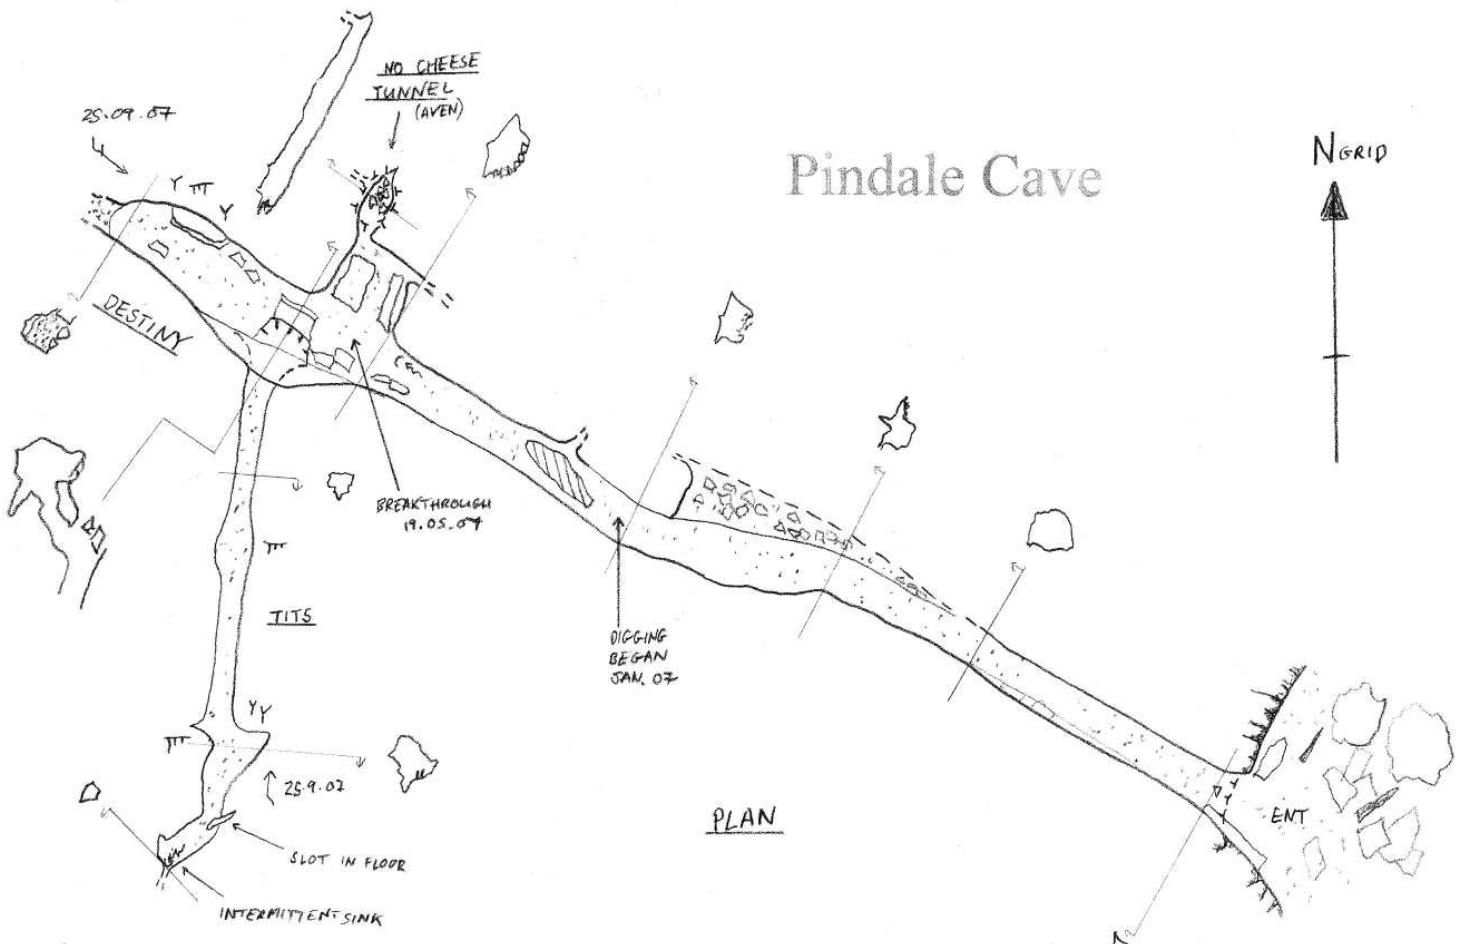 NO CHEESE
TUNNEL
(AVEN)
25.09.07
Pindale Cave
N GRID
DESTINY
BREAKTHROUGH
19.05.07
TITS
DIGGING
BEGAN
JAN. 07
25.9.07
PLAN
ENT
SLOT IN FLOOR
INTERMITTENT SINK